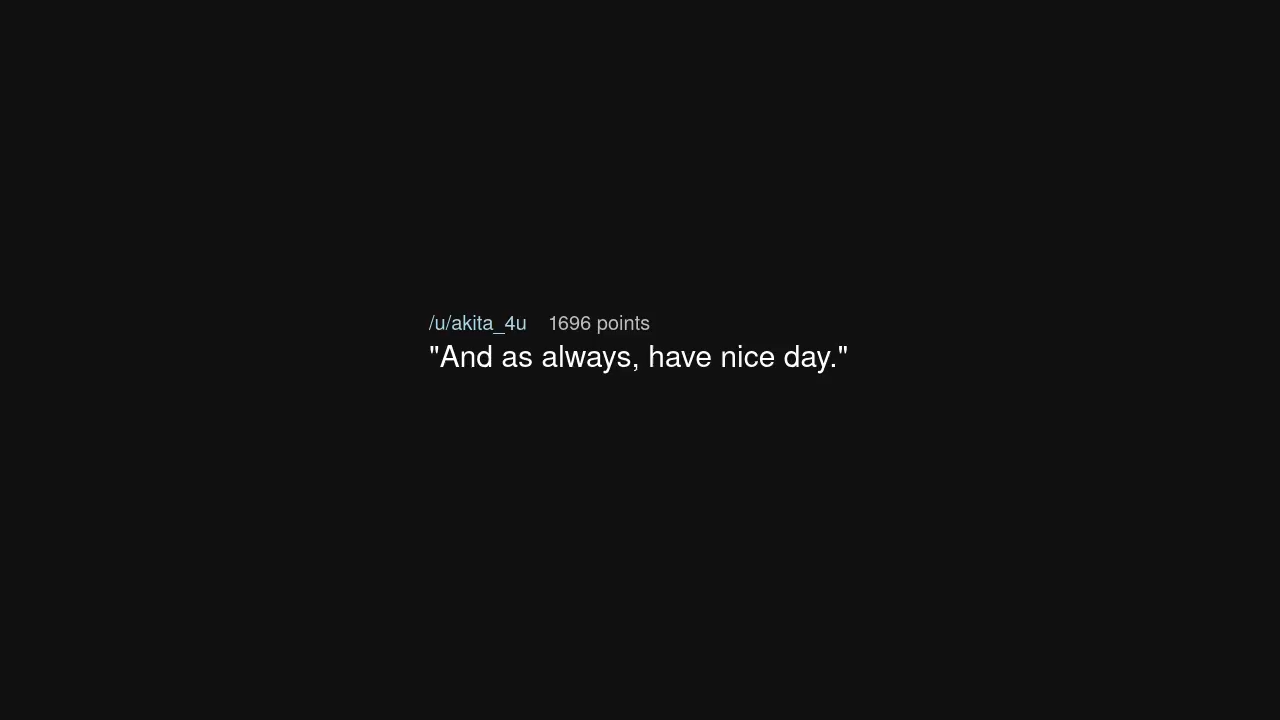 /u/akita_4u 1696 points
"And as always, have nice day."